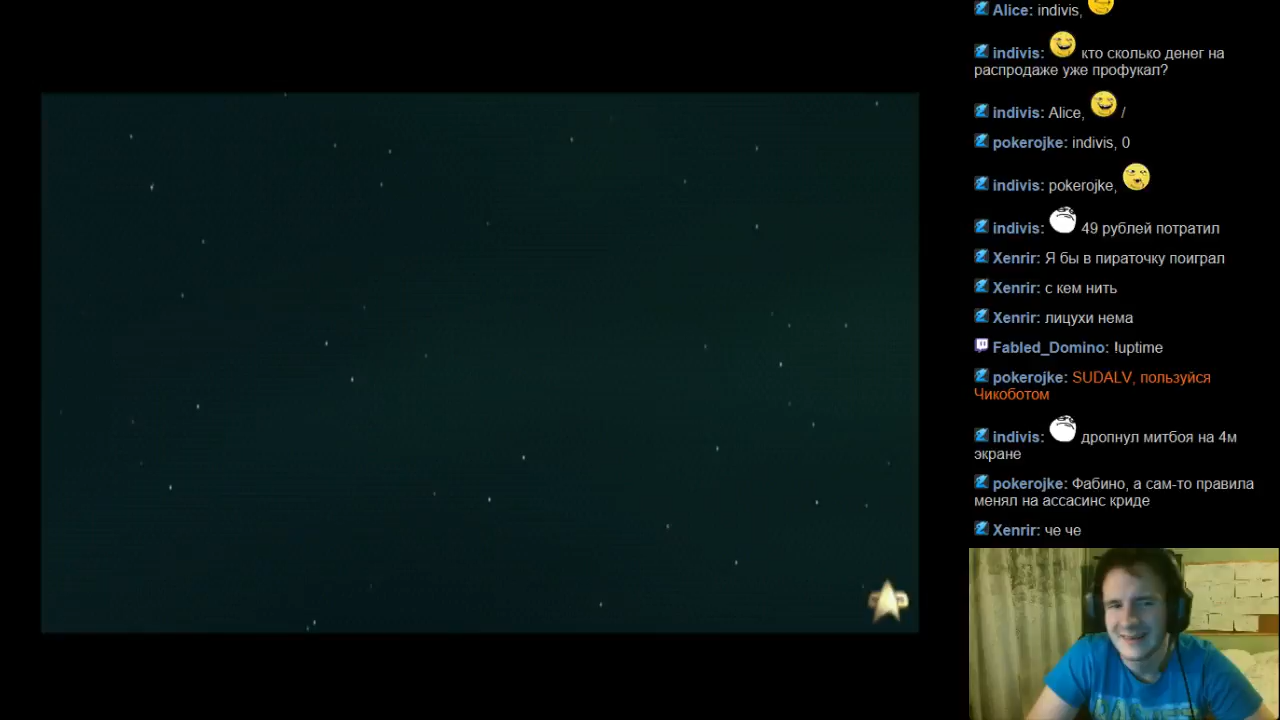 Alice: indivis,
indivis: кто сколько денег на
распродаже уже профукал?
indivis: Alice, /
pokerojke: indivis, 0
indivis: pokerojke,
indivis: 49 рублей потратил
Xenrir: Я бы в пираточку поиграл
Xenrir: с кем нить
Xenrir: лицухи нема
Fabled_Domino: !uptime
pokerojke: SUDALV, пользуйся
Чикоботом
indivis: дропнул митбоя на 4м
экране
pokerojke: Фабино, а сам-то правила
менял на ассасинс криде
Xenrir: че че